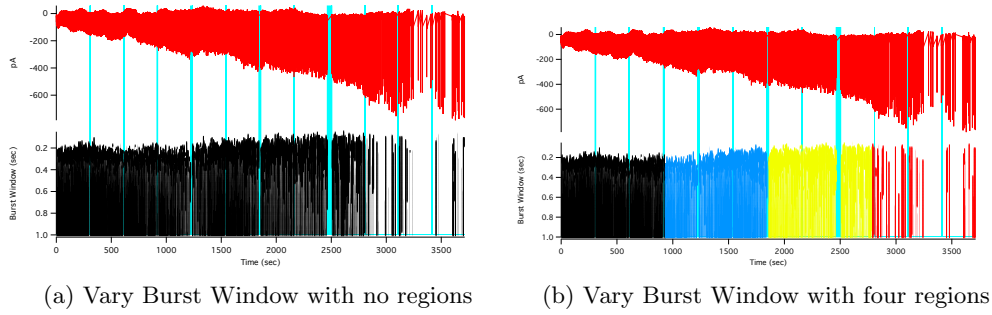 0
-200
-400
-600
pA
0.2
0.4
0.6
0.8
1.0
Burst Window (sec)
0 500 1000 1500 2000 2500 3000 3500
Time (sec)
(a) Vary Burst Window with no regions
0
-200
-400
-600
pA
0.2
0.4
0.6
0.8
1.0
Burst Window (sec)
0 500 1000 1500 2000 2500 3000 3500
Time (sec)
(b) Vary Burst Window with four regions